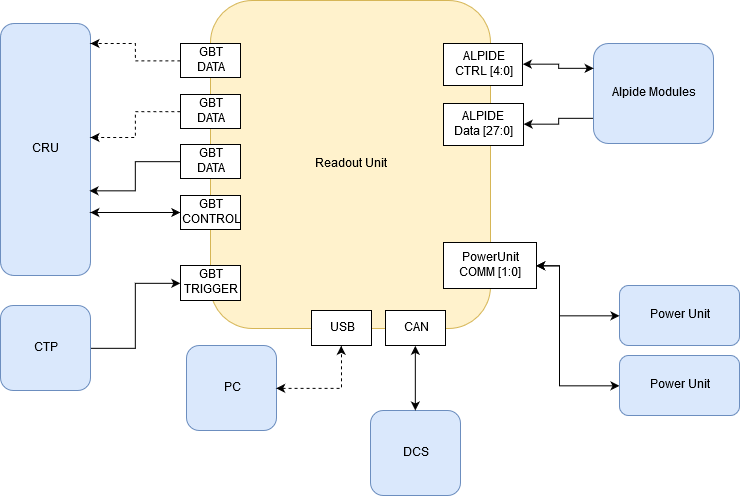 CRU
GBT
DATA
GBT
DATA
GBT
DATA
GBT
CONTROL
GBT
TRIGGER
CTP
Readout Unit
ALPIDE
CTRL [4:0]
ALPIDE
Data [27:0]
Alpide Modules
PowerUnit
COMM [1:0]
Power Unit
Power Unit
USB
CAN
PC
DCS